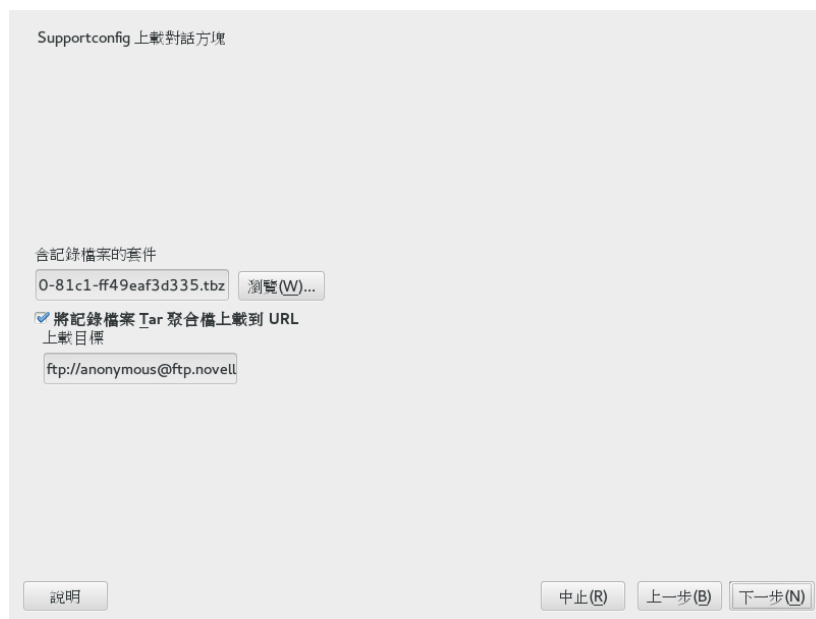 Supportconfig 上載對話方塊
含記錄檔案的套件
0-81c1-ff49eaf3d335.tbz 瀏覽(W)...
將記錄檔案 Tar 聚合檔上載到 URL
上載目標
ftp://anonymous@ftp.novell
說明 中止(R) 上一步(B) 下一步(N)